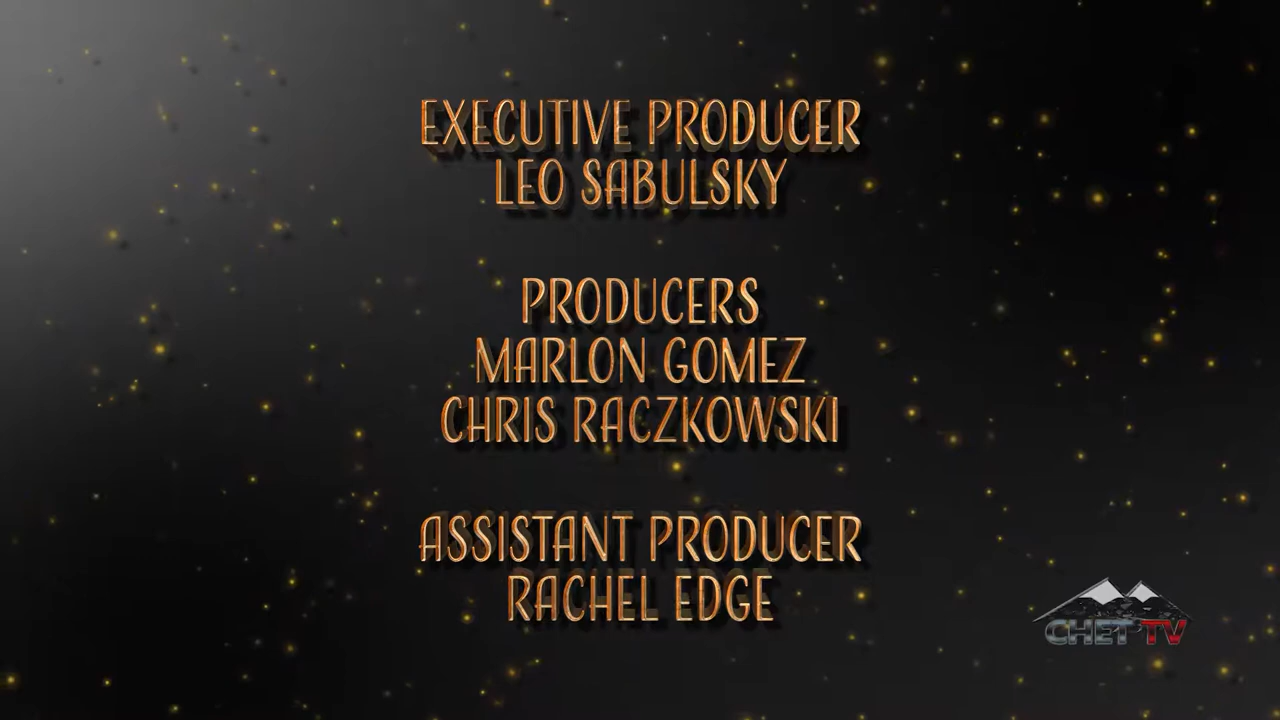 EXECUTIVE PRODUCER
LEO SABULSKY
PRODUCERS
MARLON GOMEZ
CHRIS RACZKOWSKI
ASSISTANT PRODUCER
RACHEL EDGE
CHET TV